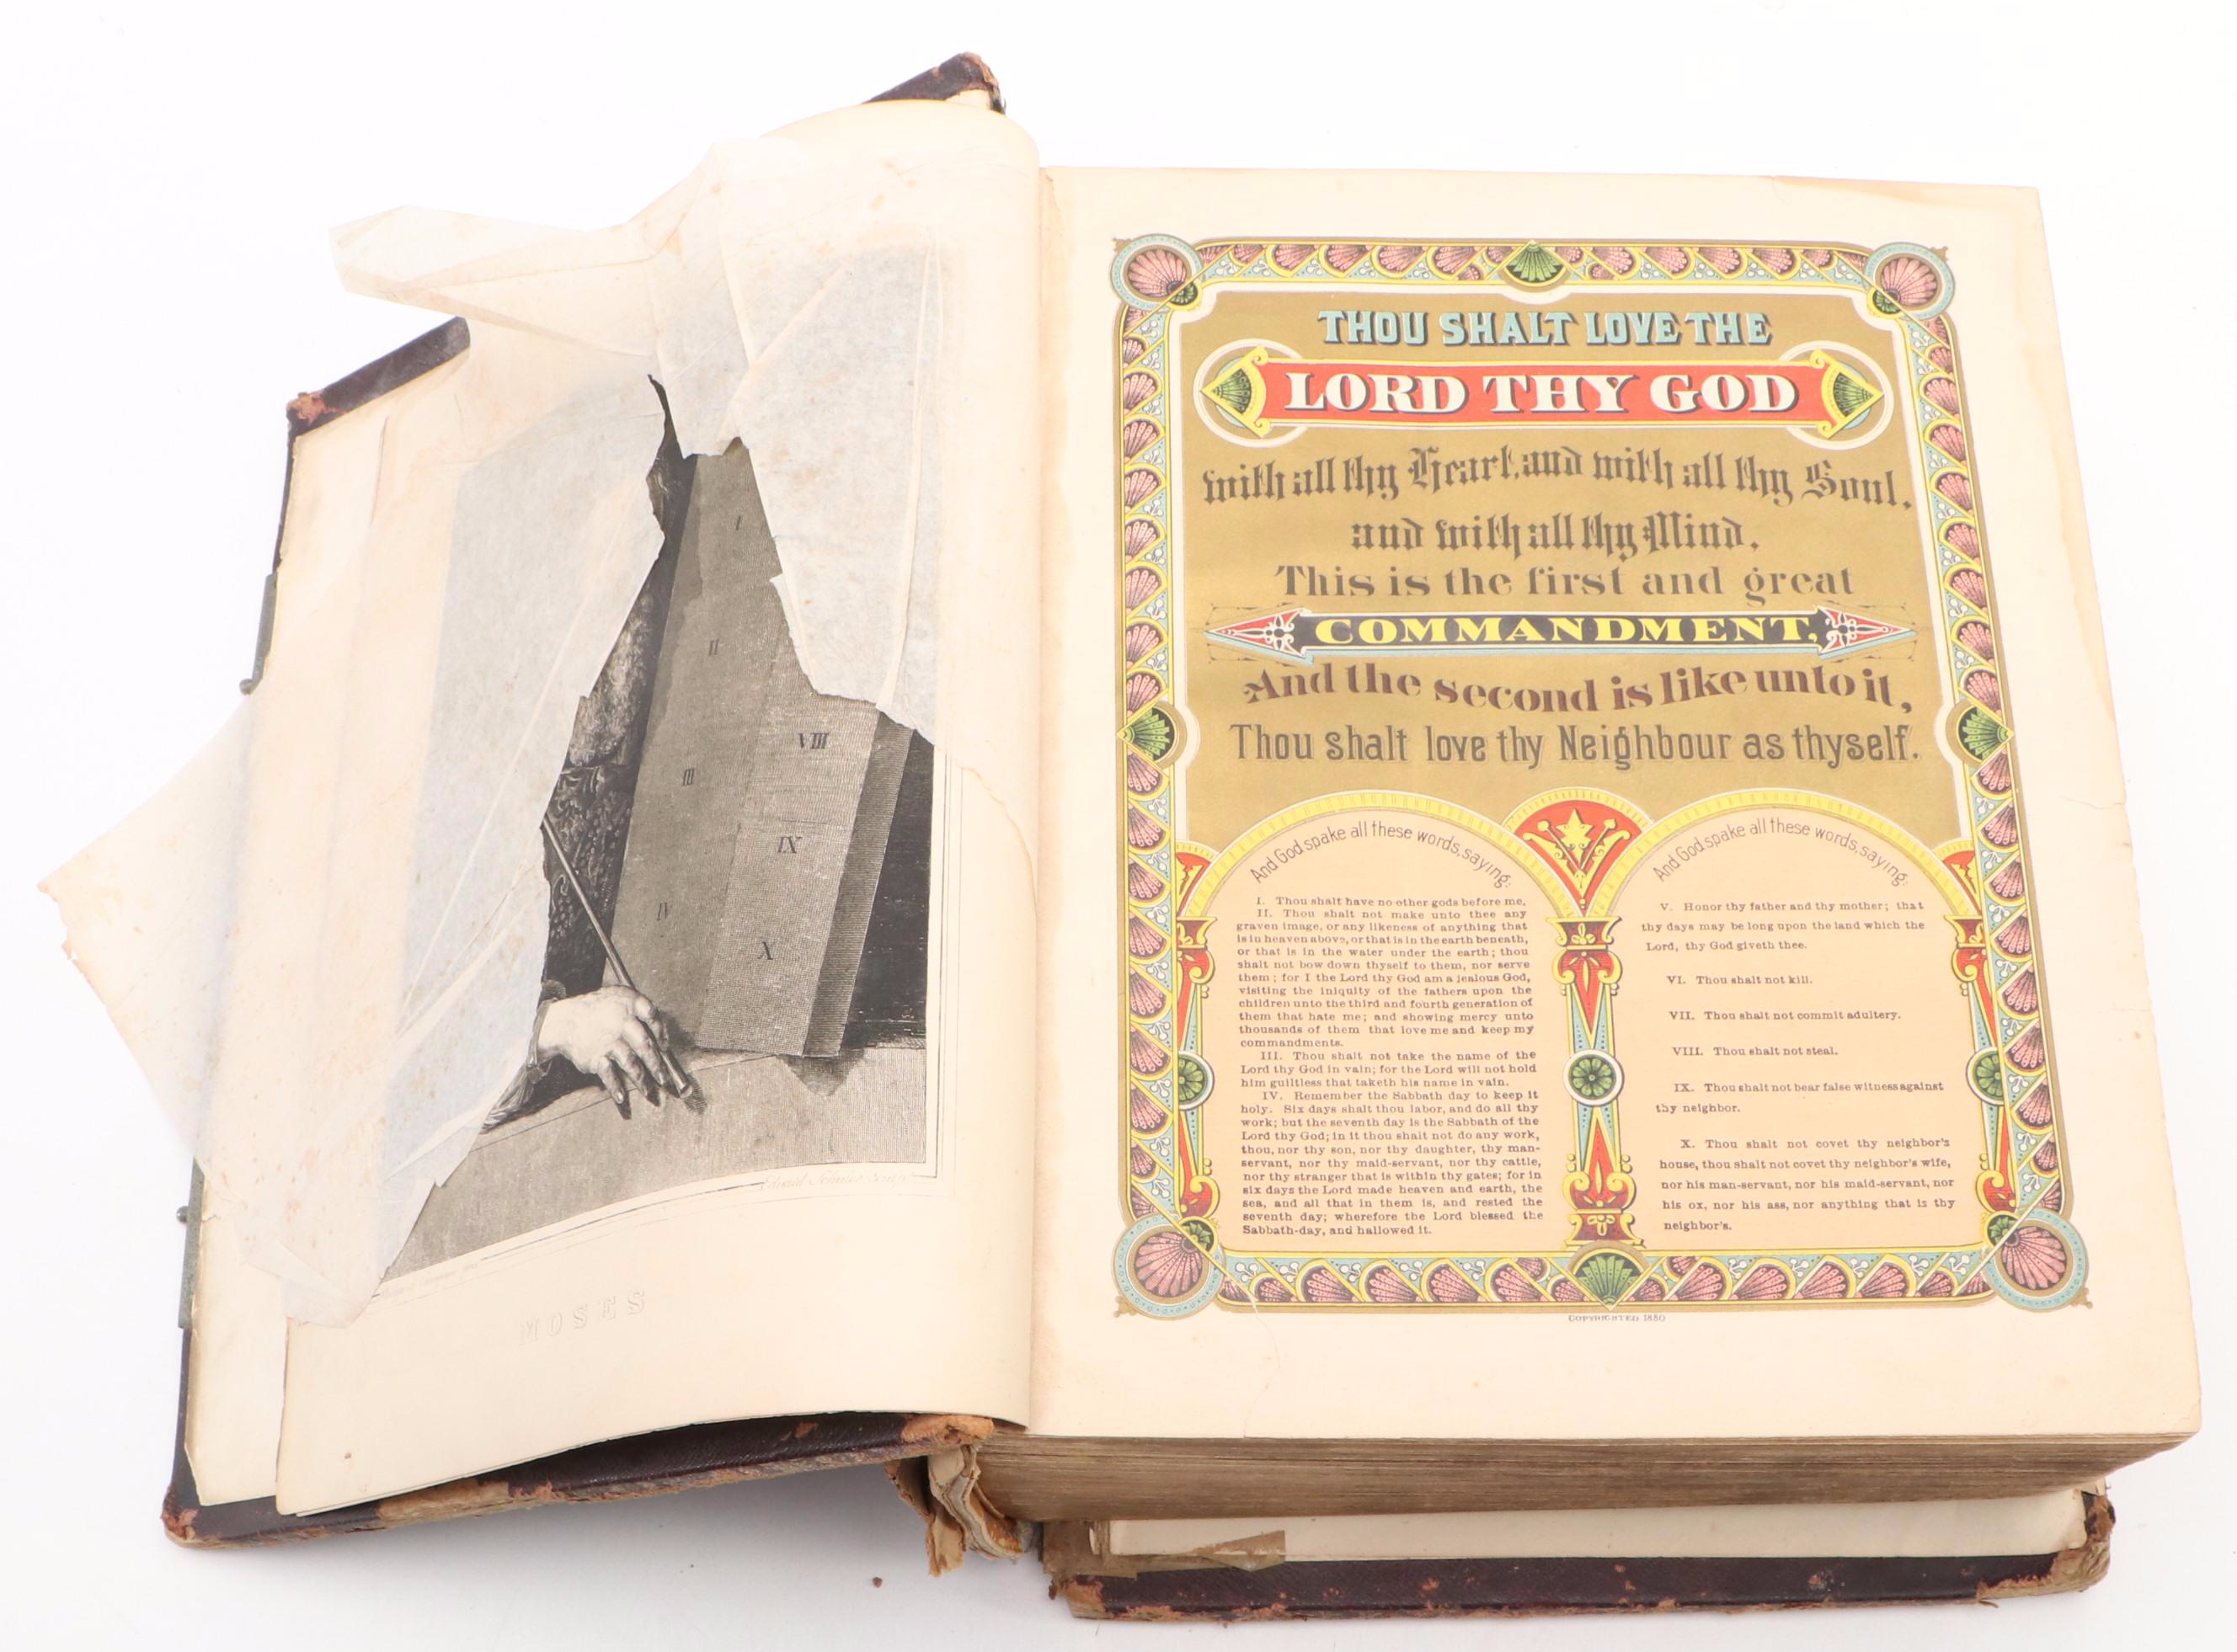 I
II
III
IV
VIII
IX
X
MOSES
THOU SHALT LOVE THE
LORD THY GOD
with all thy Heart, and with all thy Soul,
and with all thy Mind.
This is the first and great
COMMANDMENT,
And the second is like unto it,
Thou shalt love thy Neighbour as thyself.
And God spake all these words, saying:
I. Thou shalt have no other gods before me.
II. Thou shalt not make unto thee any
graven image, or any likeness of anything that
is in heaven above, or that is in the earth beneath,
or that is in the water under the earth; thou
shalt not bow down thyself to them, nor serve
them; for I the Lord thy God am a jealous God,
visiting the iniquity of the fathers upon the
children unto the third and fourth generation of
them that hate me; and showing mercy unto
thousands of them that love me and keep my
commandments.
III. Thou shalt not take the name of the
Lord thy God in vain; for the Lord will not hold
him guiltless that taketh his name in vain.
IV. Remember the Sabbath day to keep it
holy. Six days shalt thou labor, and do all thy
work; but the seventh day is the Sabbath of the
Lord thy God; in it thou shalt not do any work,
thou, nor thy son, nor thy daughter, thy man-
servant, nor thy maid-servant, nor thy cattle,
nor thy stranger that is within thy gates; for in
six days the Lord made heaven and earth, the
sea, and all that in them is, and rested the
seventh day; wherefore the Lord blessed the
Sabbath-day, and hallowed it.
And God spake all these words, saying:
V. Honor thy father and thy mother; that
thy days may be long upon the land which the
Lord, thy God giveth thee.
VI. Thou shalt not kill.
VII. Thou shalt not commit adultery.
VIII. Thou shalt not steal.
IX. Thou shalt not bear false witness against
thy neighbor.
X. Thou shalt not covet thy neighbor's
house, thou shalt not covet thy neighbor's wife,
nor his man-servant, nor his maid-servant, nor
his ox, nor his ass, nor anything that is thy
neighbor's.
COPYRIGHTED 1880